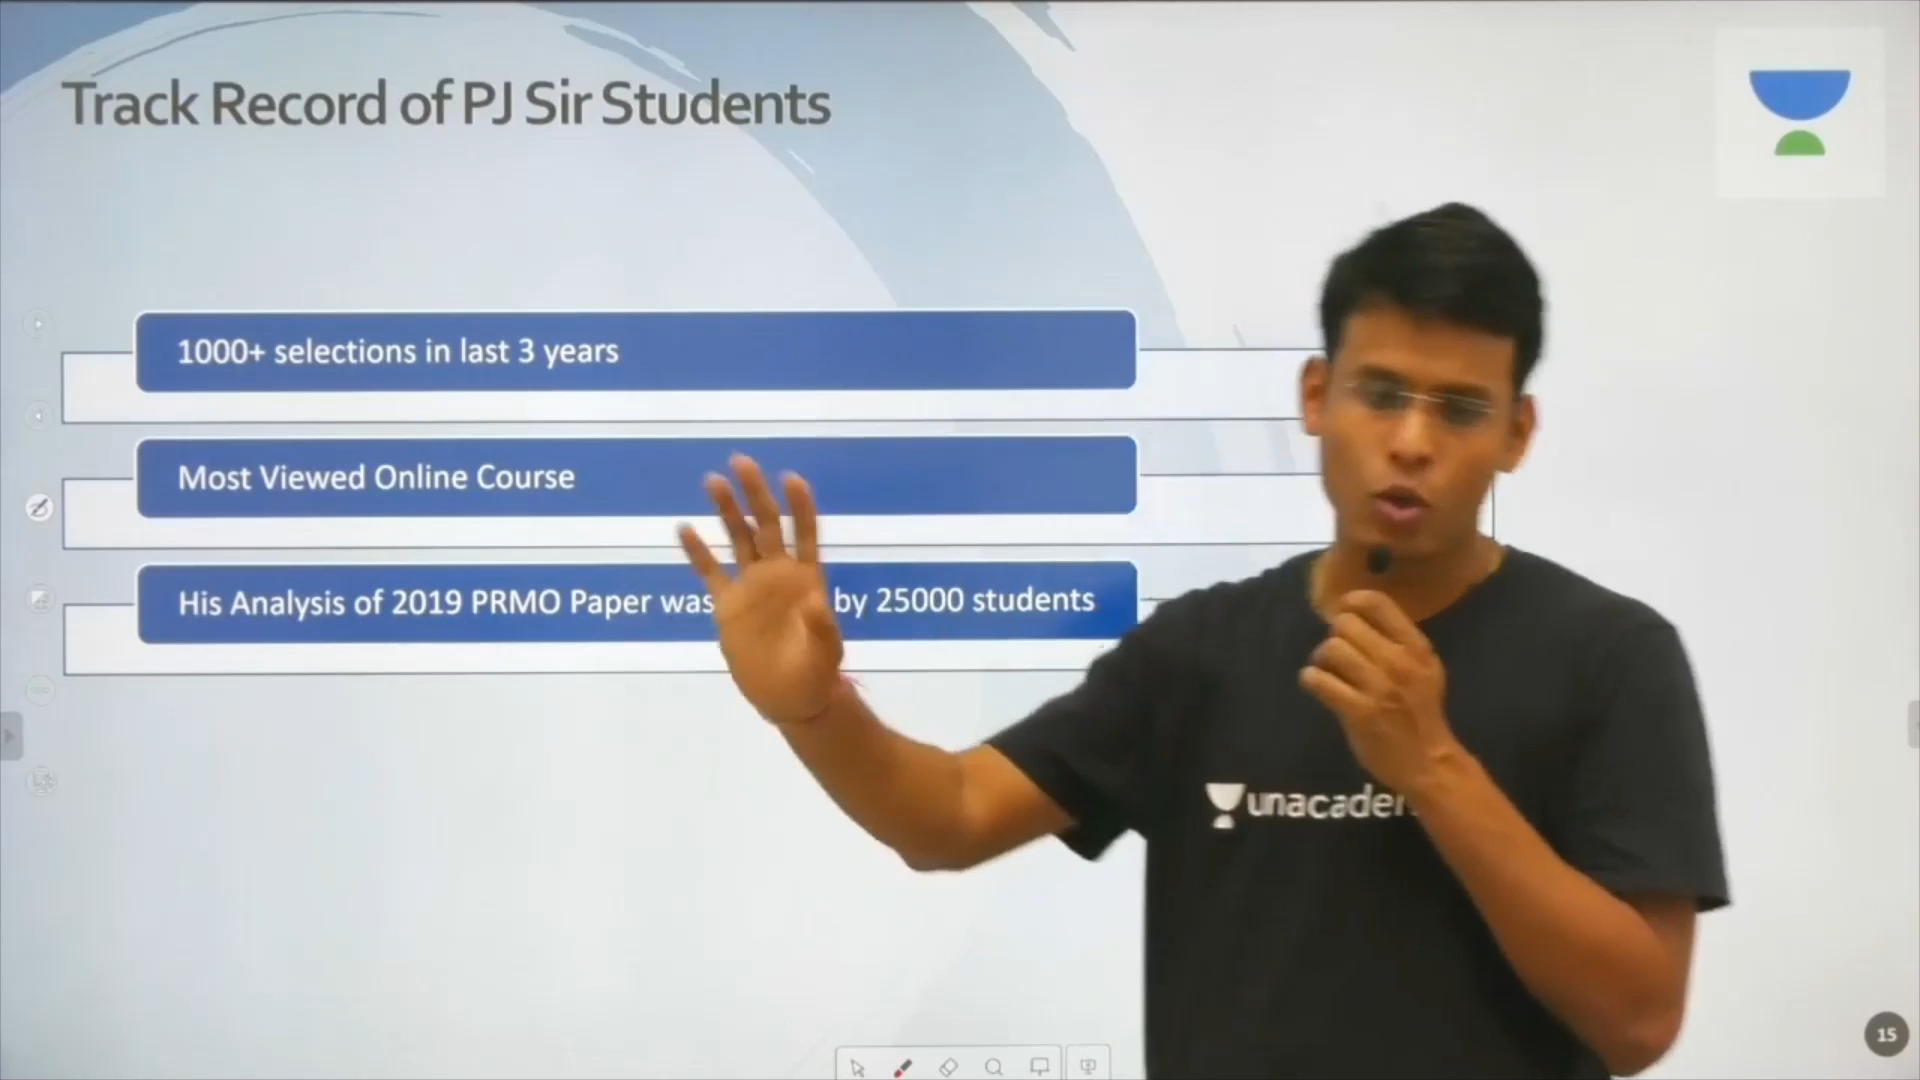 Track Record of PJ Sir Students
1000+ selections in last 3 years
Most Viewed Online Course
His Analysis of 2019 PRMO Paper was by 25000 students
unacadem
15